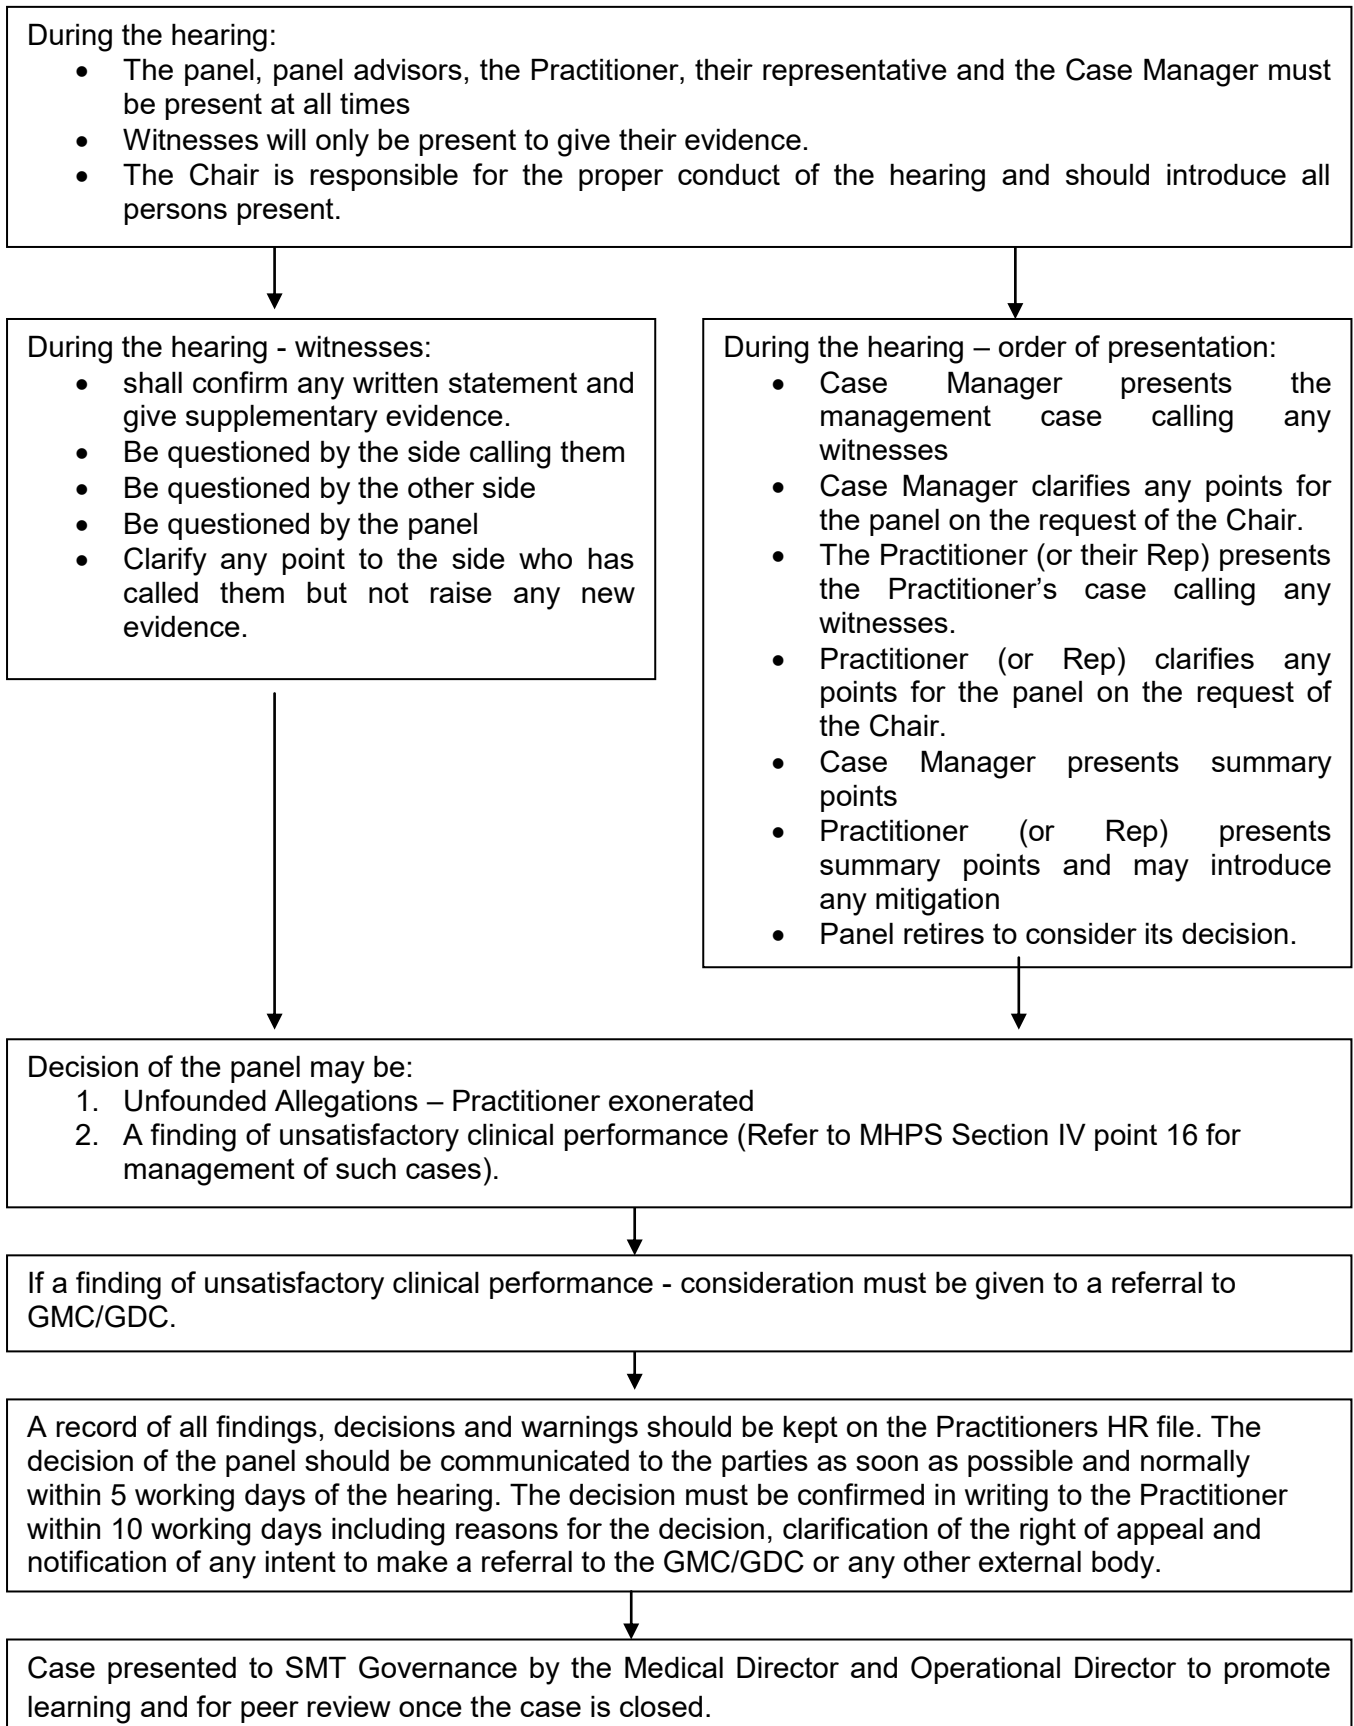 During the hearing:
• The panel, panel advisors, the Practitioner, their representative and the Case Manager must
be present at all times
• Witnesses will only be present to give their evidence.
• The Chair is responsible for the proper conduct of the hearing and should introduce all
persons present.
During the hearing - witnesses:
• shall confirm any written statement and
give supplementary evidence.
• Be questioned by the side calling them
• Be questioned by the other side
• Be questioned by the panel
• Clarify any point to the side who has
called them but not raise any new
evidence.
During the hearing – order of presentation:
• Case Manager presents the
management case calling any
witnesses
• Case Manager clarifies any points for
the panel on the request of the Chair.
• The Practitioner (or their Rep) presents
the Practitioner’s case calling any
witnesses.
• Practitioner (or Rep) clarifies any
points for the panel on the request of
the Chair.
• Case Manager presents summary
points
• Practitioner (or Rep) presents
summary points and may introduce
any mitigation
• Panel retires to consider its decision.
Decision of the panel may be:
1. Unfounded Allegations – Practitioner exonerated
2. A finding of unsatisfactory clinical performance (Refer to MHPS Section IV point 16 for
management of such cases).
If a finding of unsatisfactory clinical performance - consideration must be given to a referral to
GMC/GDC.
A record of all findings, decisions and warnings should be kept on the Practitioners HR file. The
decision of the panel should be communicated to the parties as soon as possible and normally
within 5 working days of the hearing. The decision must be confirmed in writing to the Practitioner
within 10 working days including reasons for the decision, clarification of the right of appeal and
notification of any intent to make a referral to the GMC/GDC or any other external body.
Case presented to SMT Governance by the Medical Director and Operational Director to promote
learning and for peer review once the case is closed.